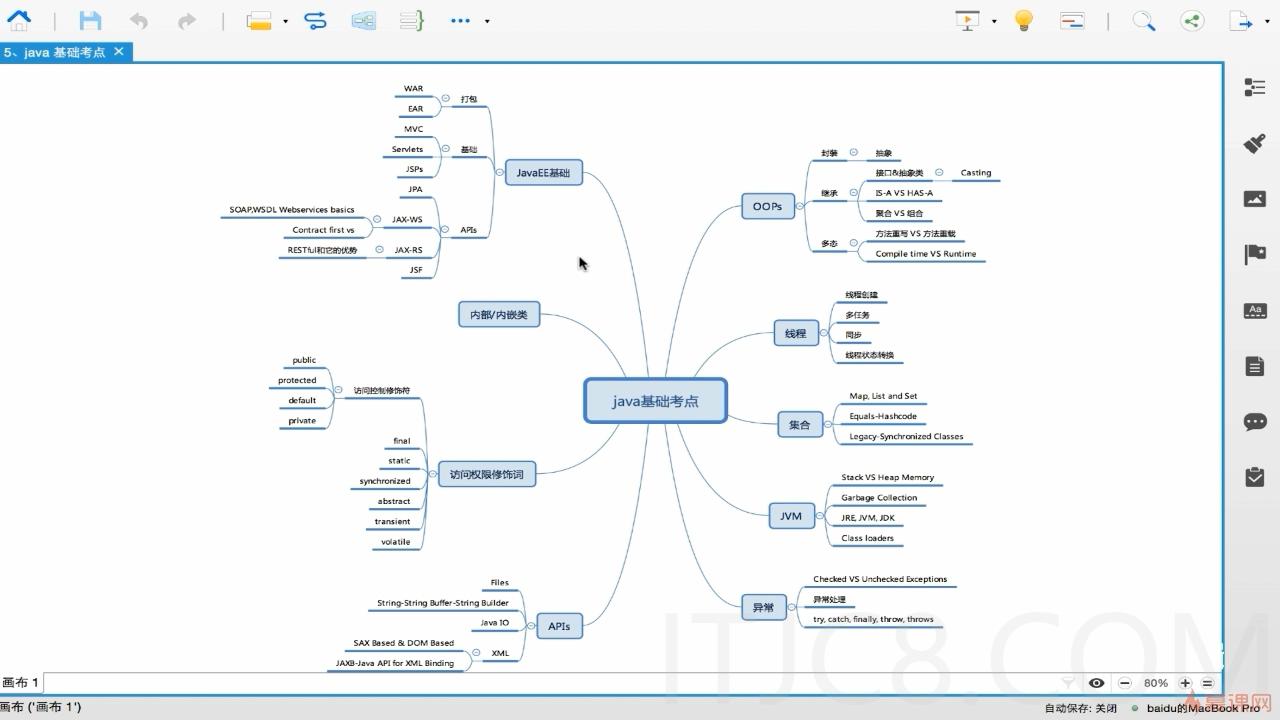 5、java 基础考点
WAR
EAR
打包
MVC
Servlets
JSPs
基础
JavaEE基础
JPA
SOAP,WSDL Webservices basics
Contract first vs
JAX-WS
RESTful和它的优势
JAX-RS
JSF
APIs
内部/内嵌类
public
protected
default
private
访问控制修饰符
final
static
synchronized
abstract
transient
volatile
访问权限修饰词
Files
String-String Buffer-String Builder
Java IO
SAX Based & DOM Based
JAXB-Java API for XML Binding
XML
APIs
java基础考点
OOPs
封装
抽象
继承
接口&抽象类
Casting
IS-A VS HAS-A
聚合 VS 组合
多态
方法重写 VS 方法重载
Compile time VS Runtime
线程
线程创建
多任务
同步
线程状态转换
集合
Map, List and Set
Equals-Hashcode
Legacy-Synchronized Classes
JVM
Stack VS Heap Memory
Garbage Collection
JRE, JVM, JDK
Class loaders
异常
Checked VS Unchecked Exceptions
异常处理
try, catch, finally, throw, throws
Aa
ITJC8.COM
画布 1
80%
画布 ('画布 1')
自动保存: 关闭
baidu的MacBook Pro